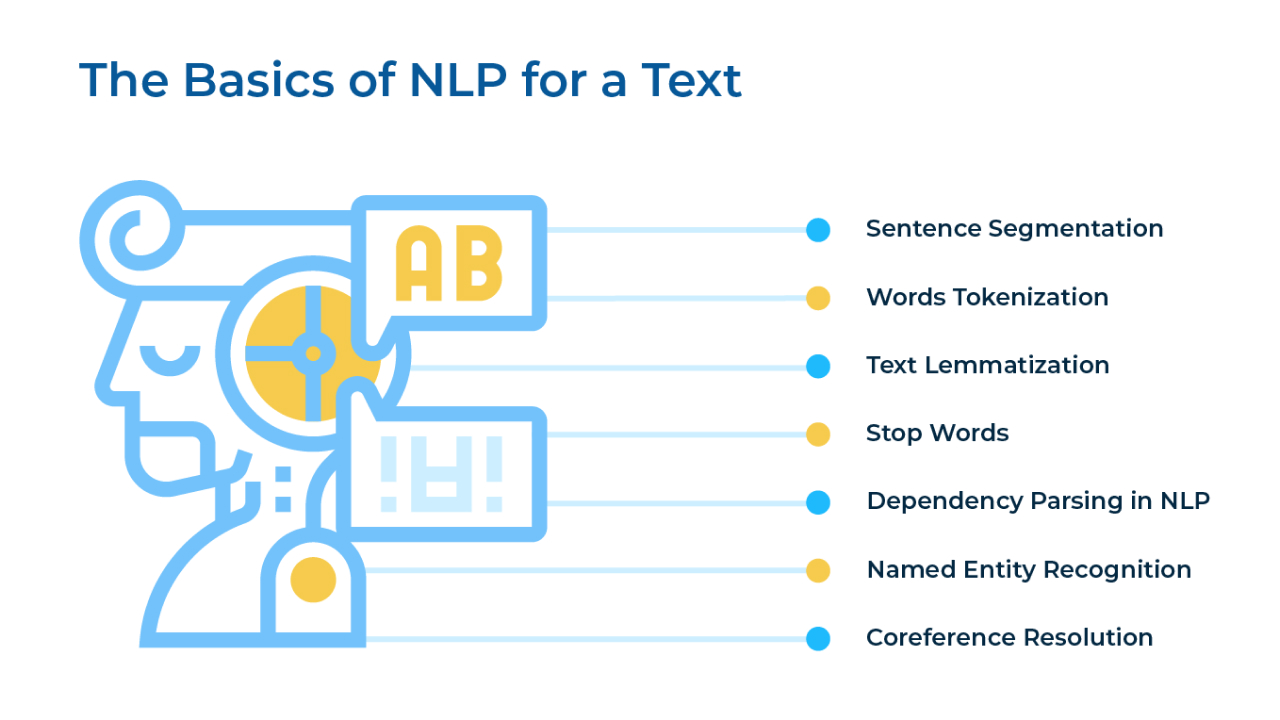 The Basics of NLP for a Text
AB
Sentence Segmentation
Words Tokenization
Text Lemmatization
Stop Words
Dependency Parsing in NLP
Named Entity Recognition
Coreference Resolution